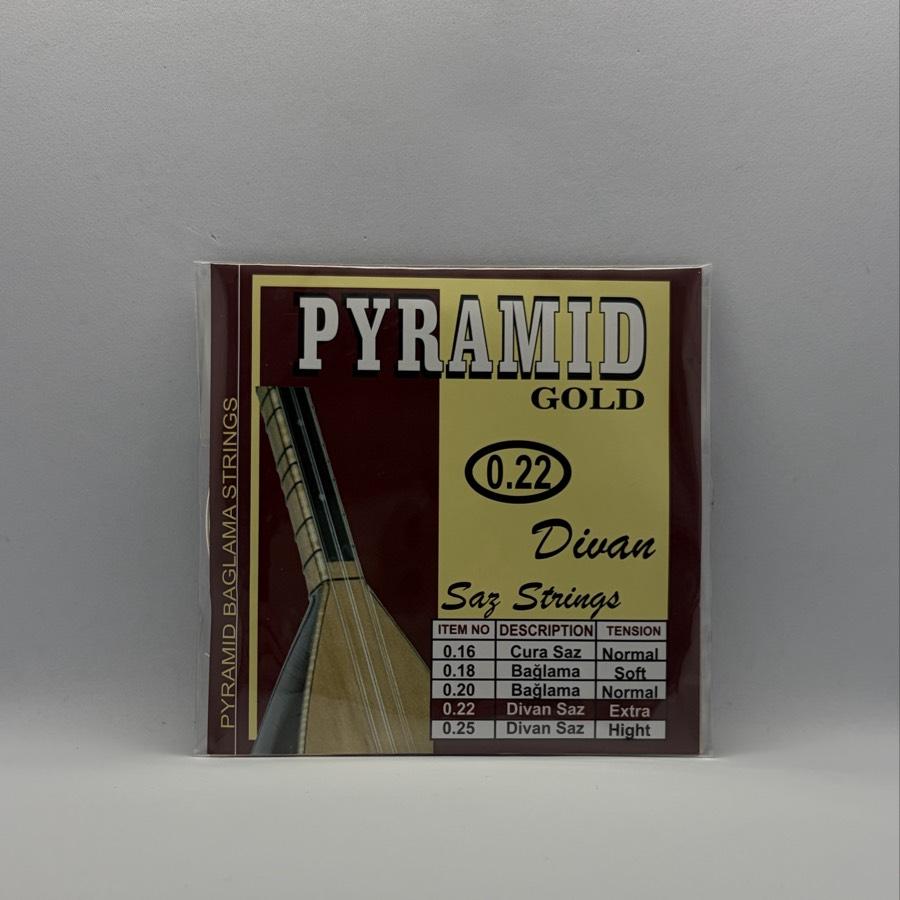 PYRAMID
GOLD
0.22
Divan
Saz Strings
ITEM NO DESCRIPTION TENSION
0.16 Cura Saz Normal
0.18 Bağlama Soft
0.20 Bağlama Normal
0.22 Divan Saz Extra
0.25 Divan Saz Hight
PYRAMID BAGLAMA STRINGS